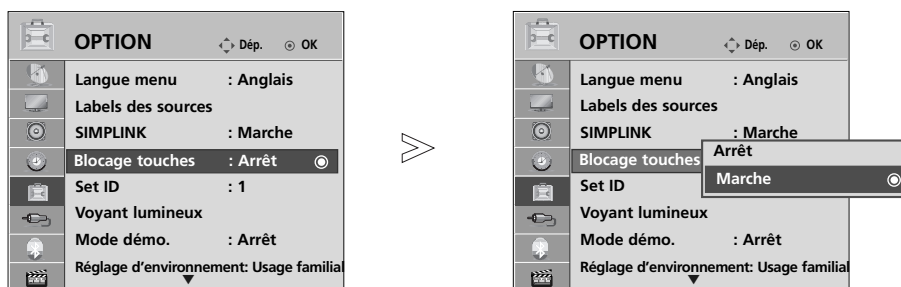 OPTION Dép. OK
Langue menu : Anglais
Labels des sources
SIMPLINK : Marche
Blocage touches : Arrêt
Set ID : 1
Voyant lumineux
Mode démo. : Arrêt
Réglage d’environnement: Usage familial
OPTION Dép. OK
Langue menu : Anglais
Labels des sources
SIMPLINK : Marche
Blocage touches
Arrêt
Marche
Set ID
Voyant lumineux
Mode démo. : Arrêt
Réglage d’environnement: Usage familial